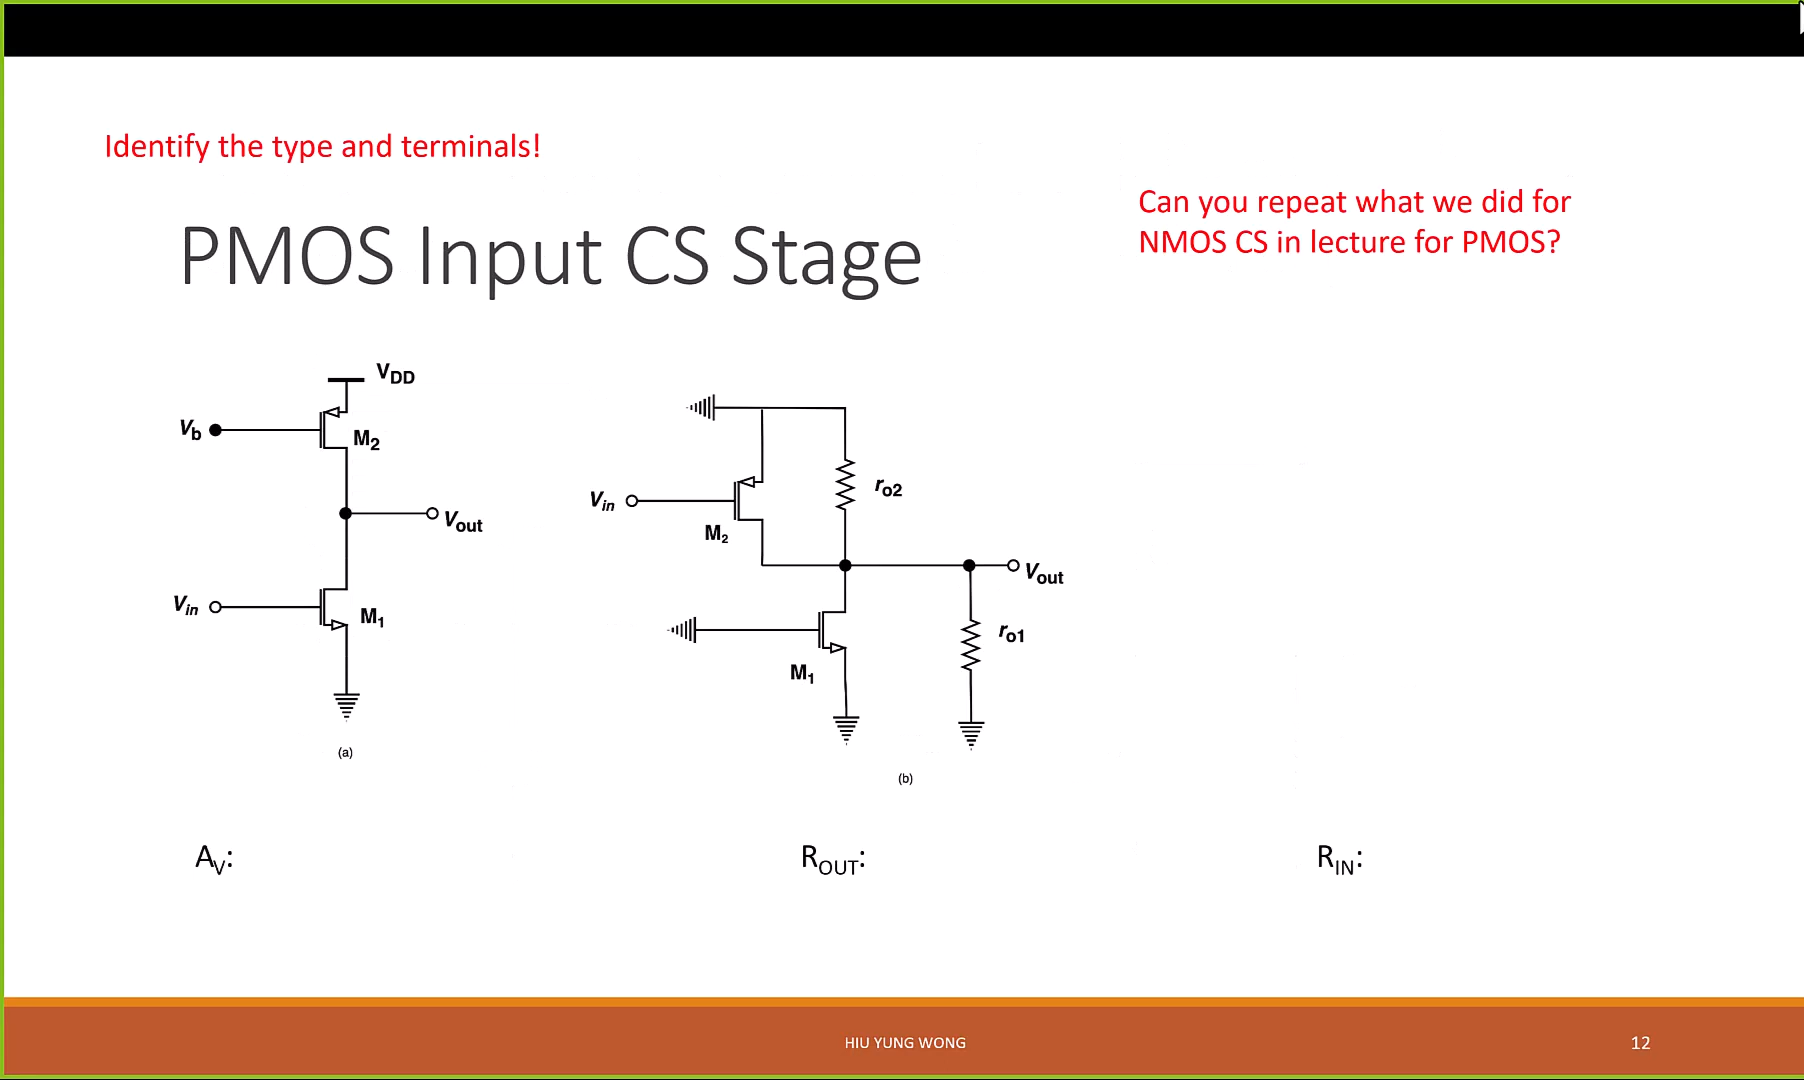 Identify the type and terminals!
Can you repeat what we did for
NMOS CS in lecture for PMOS?
PMOS Input CS Stage
VDD
Vb
M2
Vout
Vin
M1
(a)
ro2
Vin
M2
Vout
ro1
M1
(b)
AV:
ROUT:
RIN:
HIU YUNG WONG
12